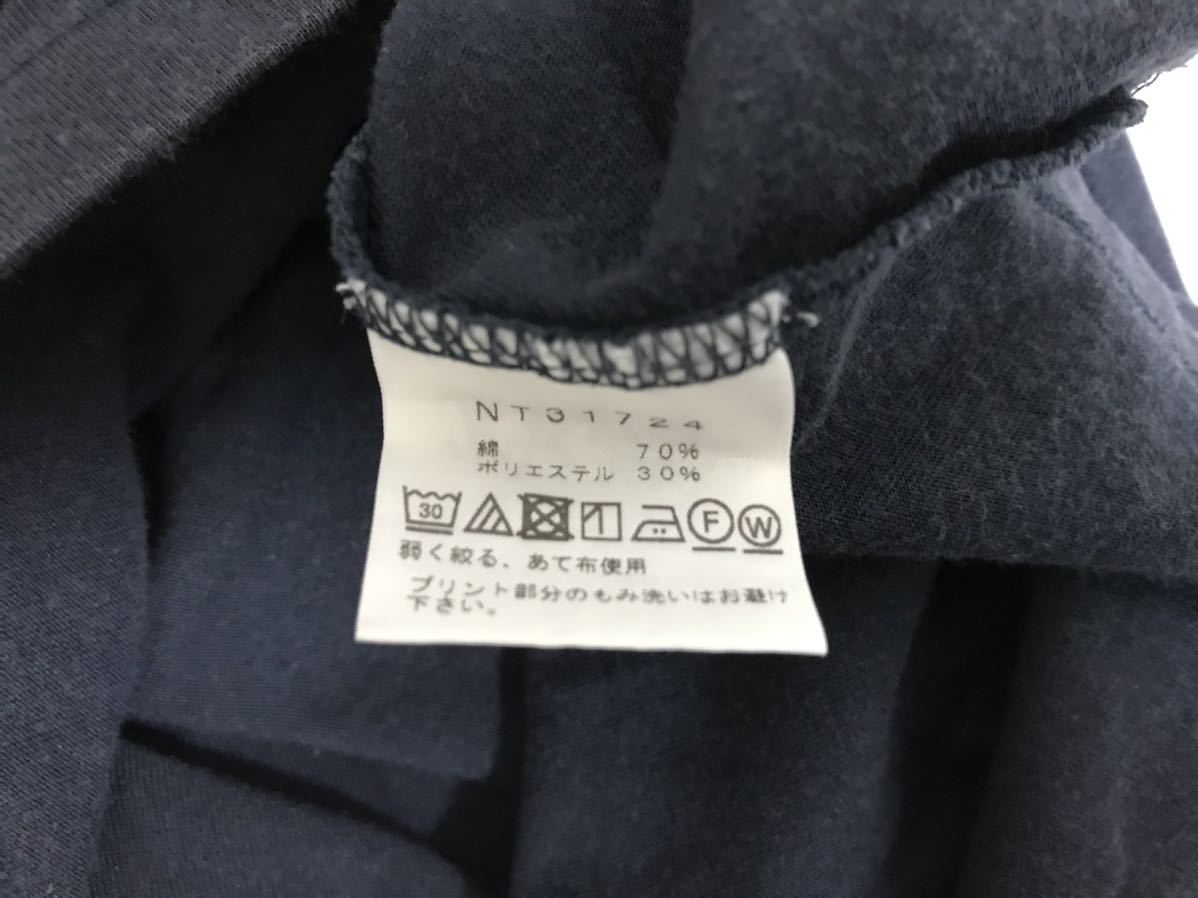 NT31724
綿 70%
ポリエステル 30%
30 F W
弱く絞る、あて布使用
プリント部分のもみ洗いはお避け
下さい。